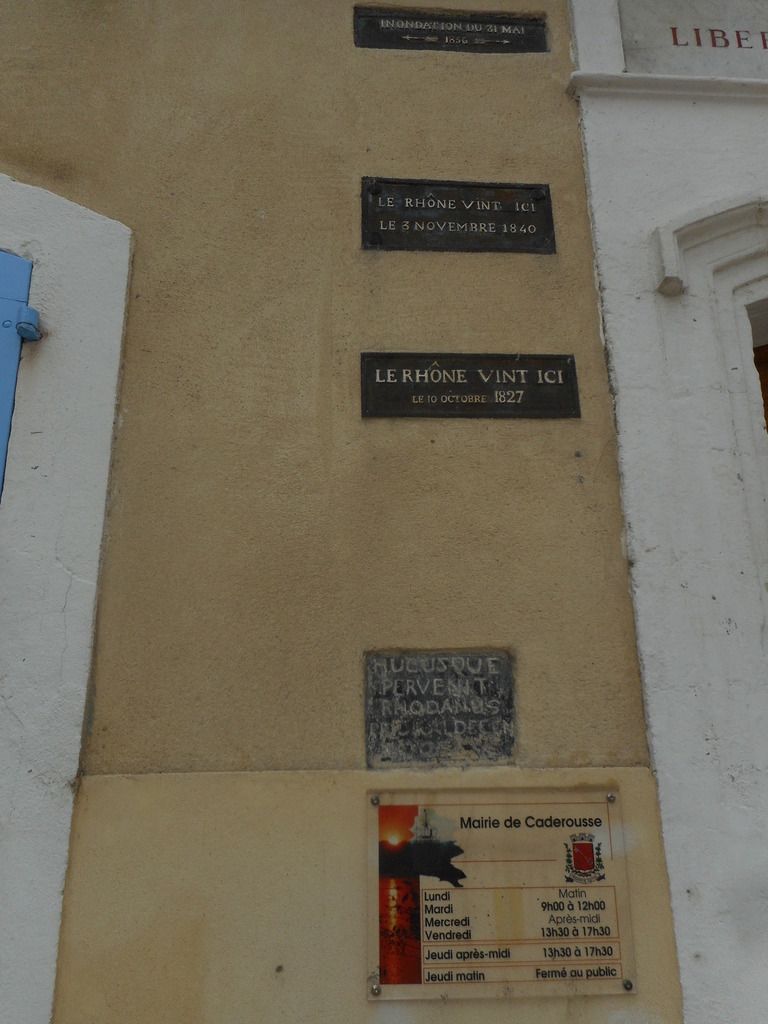 INONDATION DU 31 MAI
1856
LIBER
LE RHÔNE VINT ICI
LE 3 NOVEMBRE 1840
LE RHÔNE VINT ICI
LE 10 OCTOBRE 1827
HUCUSQUE
PERVENIT
RHODANUS
Mairie de Caderousse
Lundi
Mardi
Mercredi
Vendredi
Matin
9h00 à 12h00
Après-midi
13h30 à 17h30
Jeudi après-midi 13h30 à 17h30
Jeudi matin Fermé au public